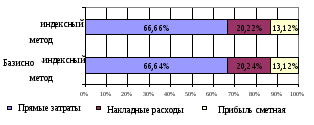 индексный
метод
66,66% 20,22% 13,12%
Базисно индексный
метод
66,64% 20,24% 13,12%
0% 10% 20% 30% 40% 50% 60% 70% 80% 90% 100%
Прямые затраты Накладные расходы Прибыль сметная